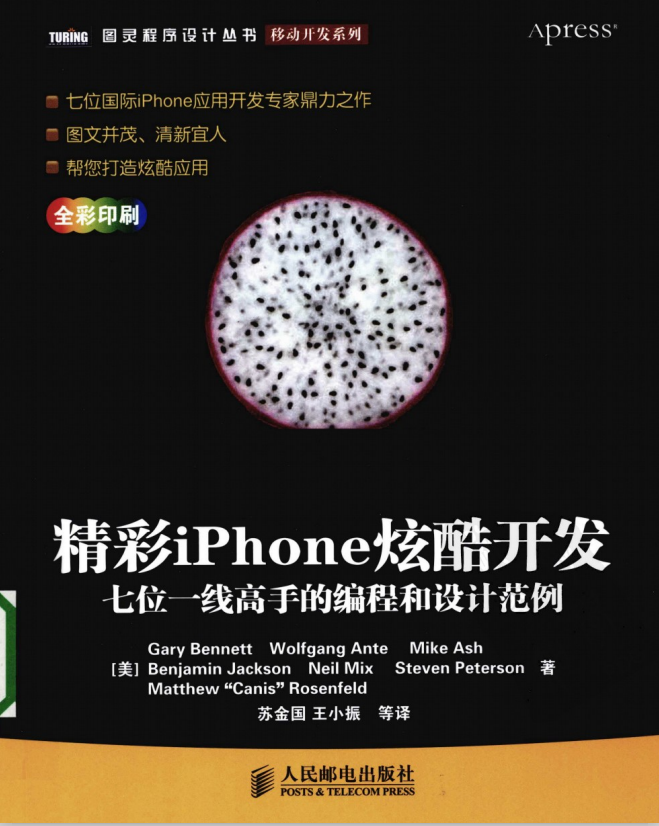 TURING 图灵程序设计丛书 移动开发系列 Apress®
七位国际iPhone应用开发专家鼎力之作
图文并茂、清新宜人
帮您打造炫酷应用
全彩印刷
精彩iPhone炫酷开发
七位一线高手的编程和设计范例
Gary Bennett Wolfgang Ante Mike Ash
[美] Benjamin Jackson Neil Mix Steven Peterson 著
Matthew “Canis” Rosenfeld
苏金国 王小振 等译
人民邮电出版社
POSTS & TELECOM PRESS